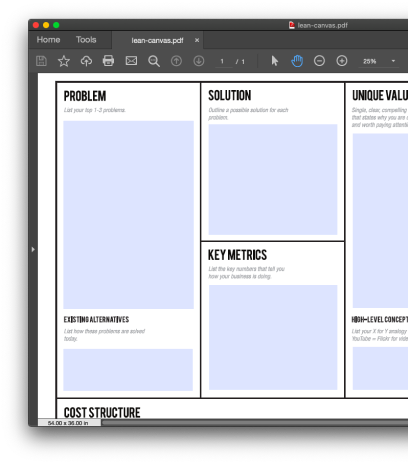 lean-canvas.pdf
Home Tools lean-canvas.pdf ×
1 / 1 25%
PROBLEM
List your top 1-3 problems.
EXISTING ALTERNATIVES
List how these problems are solved
today.
SOLUTION
Outline a possible solution for each
problem.
KEY METRICS
List the key numbers that tell you
how your business is doing.
UNIQUE VALU
Single, clear, compelling
that states why you are
and worth paying attenti
HIGH-LEVEL CONCEPT
List your X for Y analogy
YouTube = Flickr for vide
COST STRUCTURE
54.00 x 36.00 in